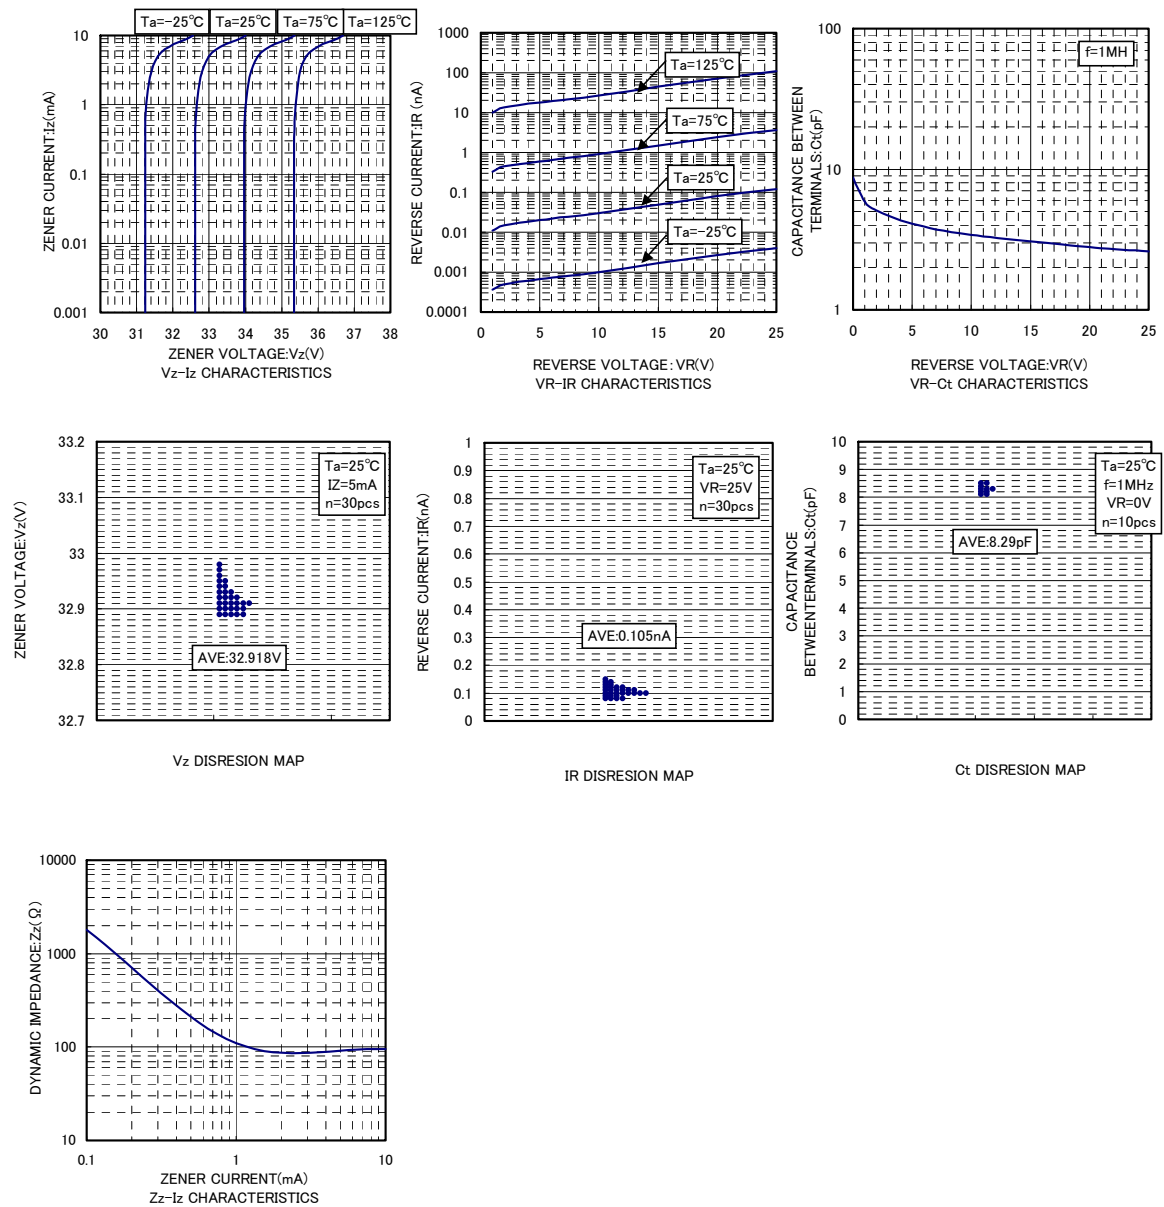 Ta=-25℃ Ta=25℃ Ta=75℃ Ta=125℃
10
1
0.1
0.01
0.001
ZENER CURRENT:Iz(mA)
30 31 32 33 34 35 36 37 38
ZENER VOLTAGE:Vz(V)
Vz-Iz CHARACTERISTICS
1000
100
10
1
0.1
0.01
0.001
0.0001
REVERSE CURRENT:IR (nA)
Ta=125℃
Ta=75℃
Ta=25℃
Ta=-25℃
0 5 10 15 20 25
REVERSE VOLTAGE:VR(V)
VR-IR CHARACTERISTICS
100
10
1
CAPACITANCE BETWEEN
TERMINALS:Ct(pF)
f=1MH
0 5 10 15 20 25
REVERSE VOLTAGE:VR(V)
VR-Ct CHARACTERISTICS
33.2
33.1
33
32.9
32.8
32.7
ZENER VOLTAGE:Vz(V)
Ta=25℃
IZ=5mA
n=30pcs
AVE:32.918V
Vz DISRESION MAP
1
0.9
0.8
0.7
0.6
0.5
0.4
0.3
0.2
0.1
0
REVERSE CURRENT:IR(nA)
Ta=25℃
VR=25V
n=30pcs
AVE:0.105nA
IR DISRESION MAP
10
9
8
7
6
5
4
3
2
1
0
CAPACITANCE
BETWEENTERMINALS:Ct(pF)
Ta=25℃
f=1MHz
VR=0V
n=10pcs
AVE:8.29pF
Ct DISRESION MAP
10000
1000
100
10
DYNAMIC IMPEDANCE:Zz(Ω)
0.1 1 10
ZENER CURRENT(mA)
Zz-Iz CHARACTERISTICS